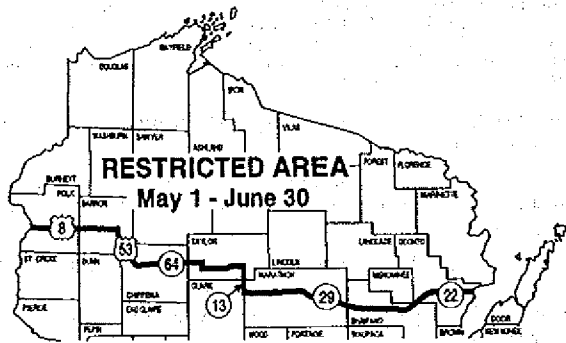 BAYFIELD
DOUGLAS
IRON
VILAS
WASHBURN SAWYER
ASHLAND
FOREST FLORENCE
RESTRICTED AREA
MARINETTE
BURNETT
POLK
BARRON
May 1 - June 30
8
53
TAYLOR
LANGLADE OCONTO
64
LINCOLN
ST CROIX DUNN
MARATHON
MENOMINEE
CLARK
CHIPPEWA
13
29
22
EAU CLAIRE
PIERCE
SHAWANO
DOOR
WOOD PORTAGE WAUPACA
BROWN KEWAUNEE